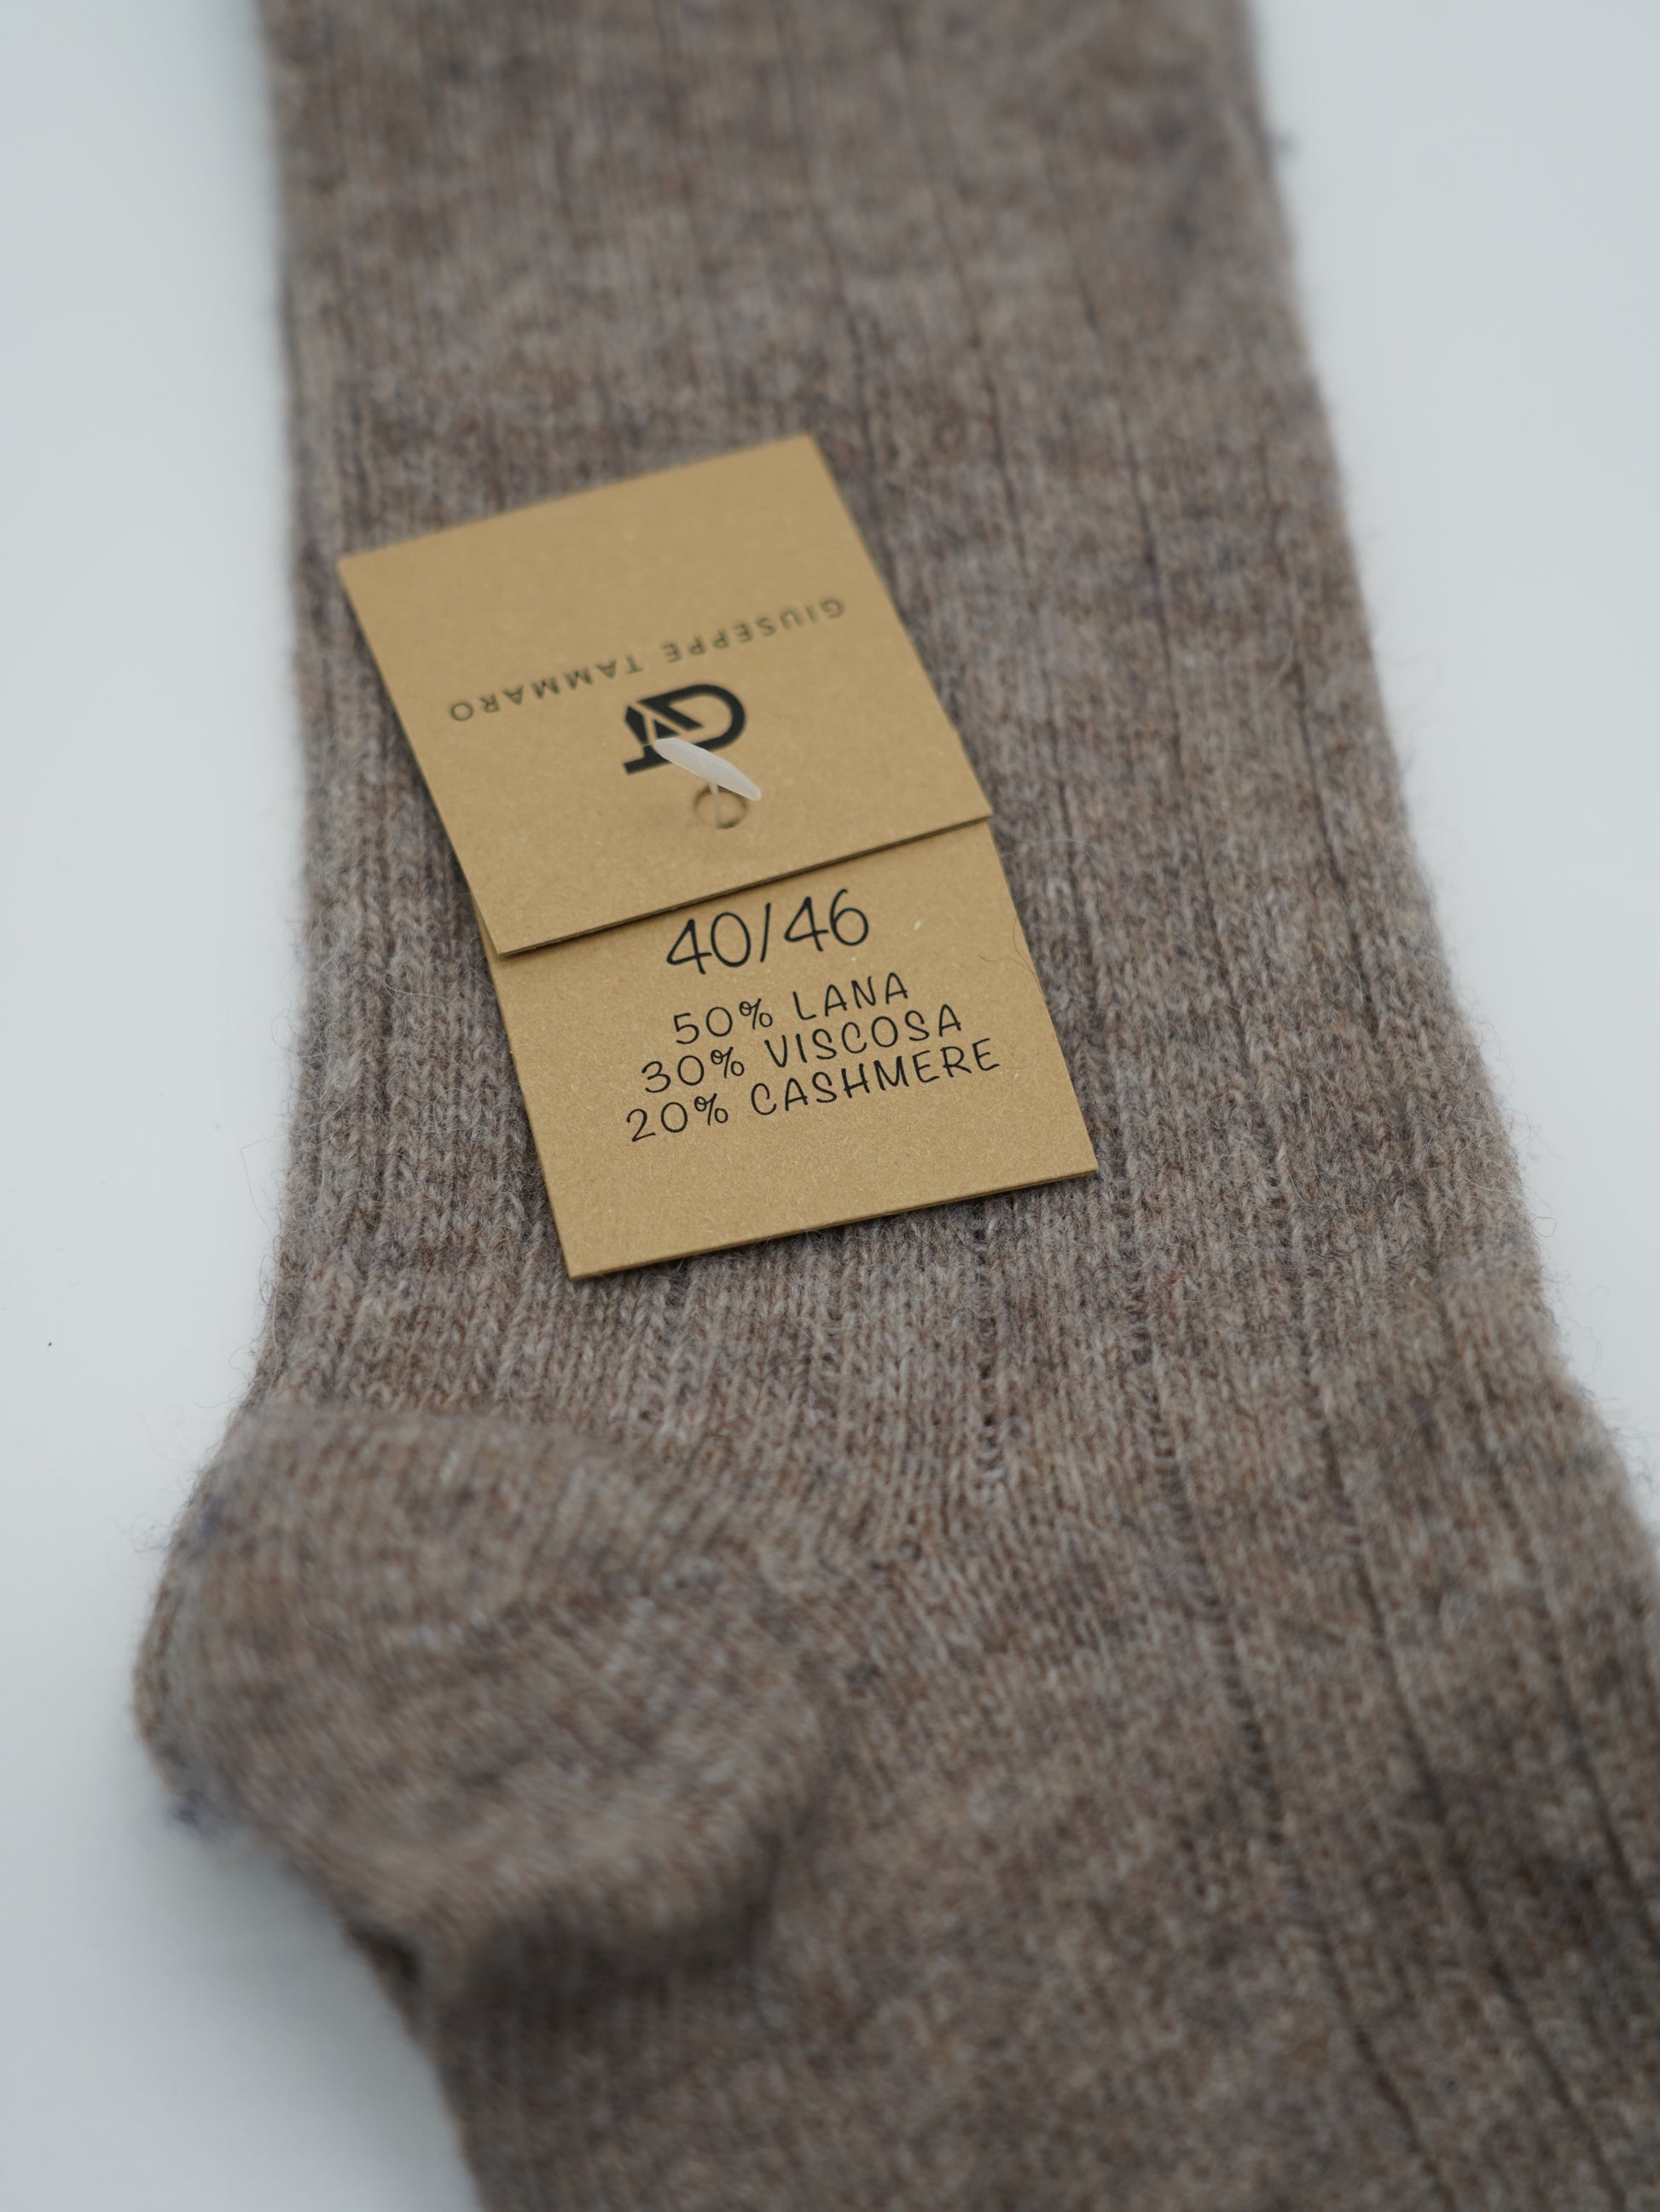 GIUSEPPE TAMMARO
40/46
50% LANA
30% VISCOSA
20% CASHMERE